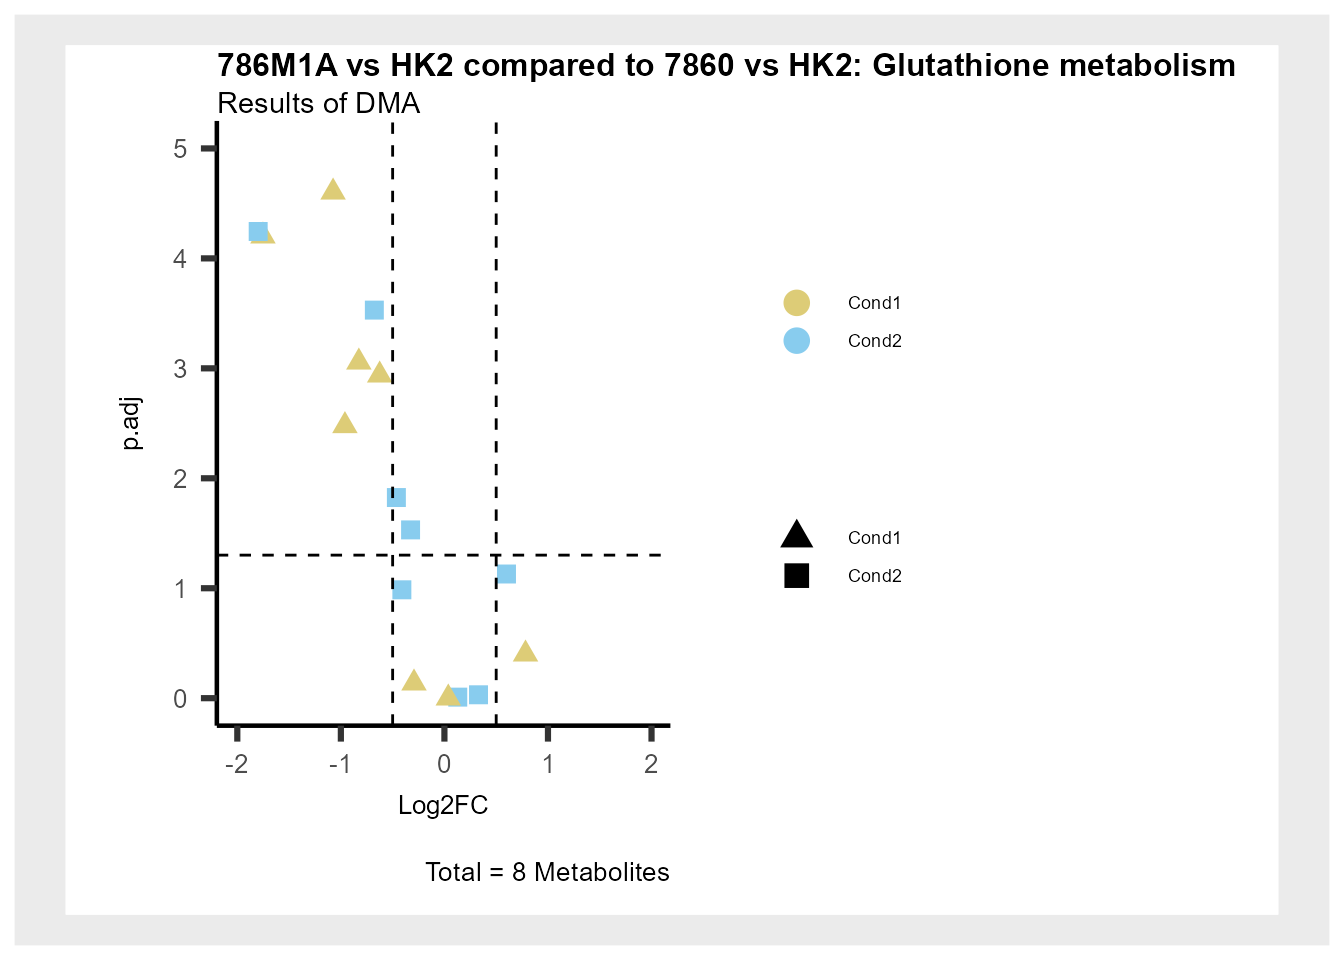 786M1A vs HK2 compared to 7860 vs HK2: Glutathione metabolism
Results of DMA
5
4
3
2
1
0
p.adj
-2 -1 0 1 2
Log2FC
Total = 8 Metabolites
Cond1
Cond2
Cond1
Cond2